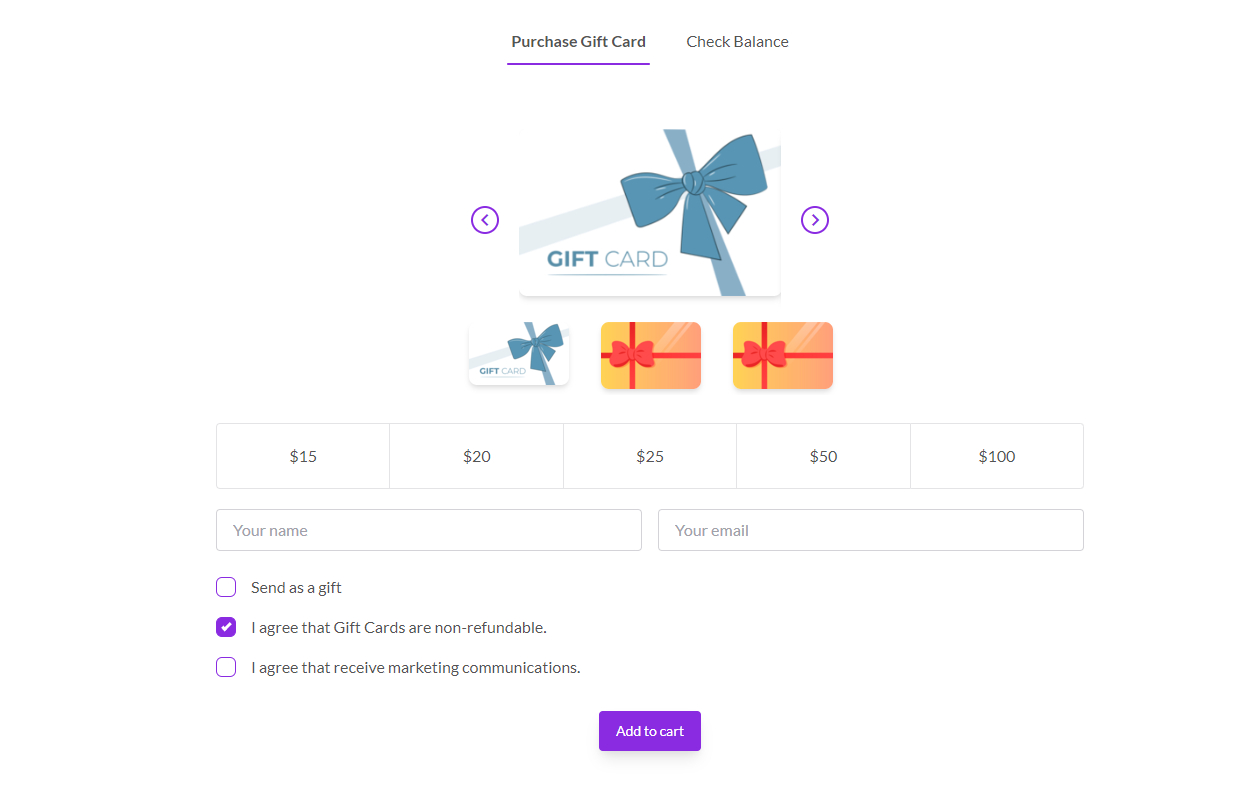 Purchase Gift Card
Check Balance
GIFT CARD
GIFT CARD
$15
$20
$25
$50
$100
Your name
Your email
Send as a gift
I agree that Gift Cards are non-refundable.
I agree that receive marketing communications.
Add to cart